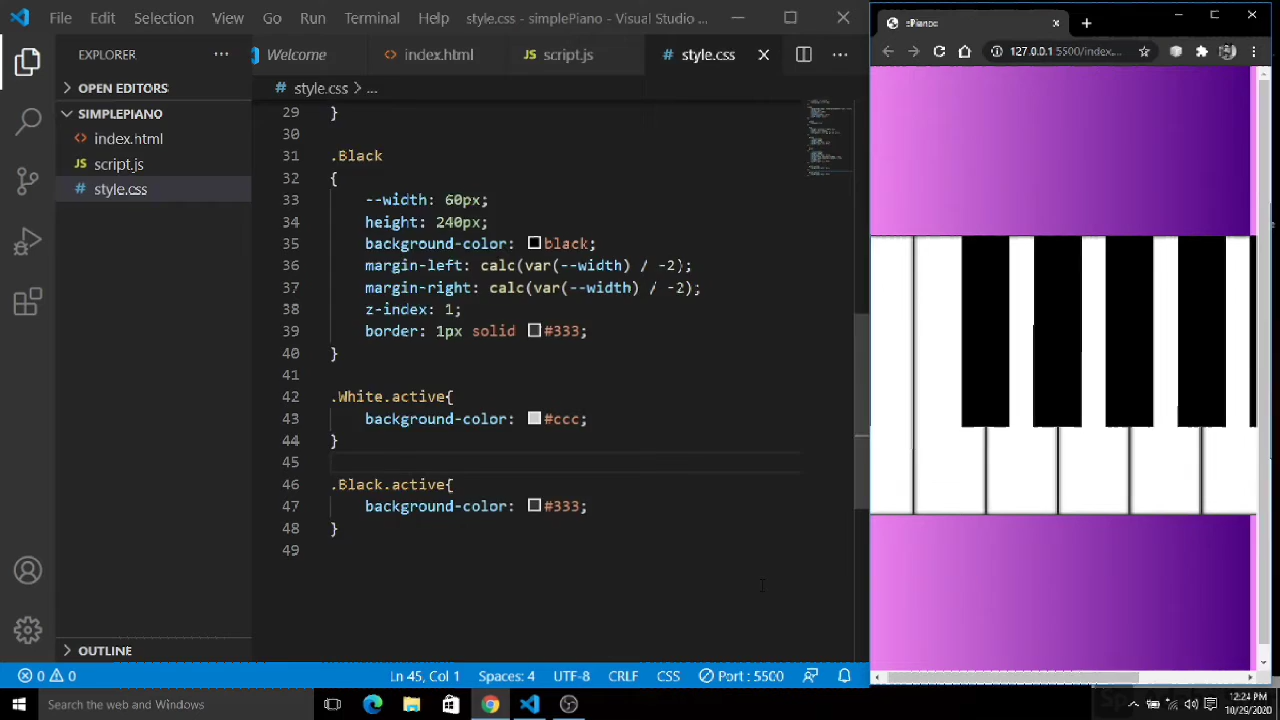 File Edit Selection View Go Run Terminal Help style.css - simplePiano - Visual Studio ...
EXPLORER
OPEN EDITORS
SIMPLEPIANO
index.html
script.js
style.css
OUTLINE
Welcome index.html script.js style.css
style.css > ...
29 }
30
31 .Black
32 {
33 --width: 60px;
34 height: 240px;
35 background-color: black;
36 margin-left: calc(var(--width) / -2);
37 margin-right: calc(var(--width) / -2);
38 z-index: 1;
39 border: 1px solid #333;
40 }
41
42 .White.active{
43 background-color: #ccc;
44 }
45
46 .Black.active{
47 background-color: #333;
48 }
49
0 0 Ln 45, Col 1 Spaces: 4 UTF-8 CRLF CSS Port : 5500
127.0.0.1:5500/index...
Search the web and Windows
12:24 PM
10/29/2020